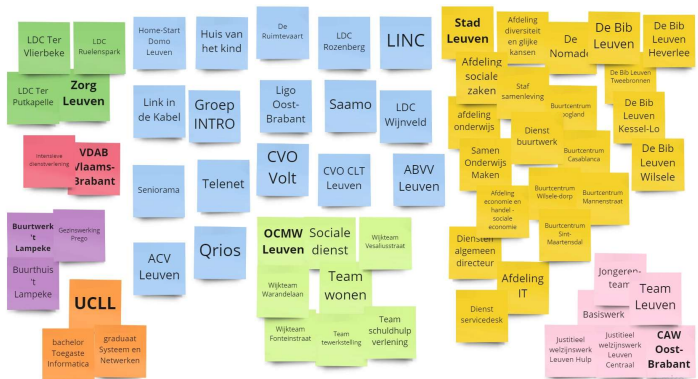 LDC Ter
Vlierbeke
LDC
Ruelenspark
LDC Ter
Putkapelle
Zorg
Leuven
Home-Start
Domo
Leuven
Huis van
het kind
De
Ruimtevaart
LDC
Rozenberg
LINC
Link in
de Kabel
Groep
INTRO
Ligo
Oost-
Brabant
Saamo
LDC
Wijnveld
Seniorama
Telenet
CVO
Volt
CVO CLT
Leuven
ABVV
Leuven
ACV
Leuven
Qrios
Intensieve
dienstverlening
VDAB
Vlaams-
Brabant
Buurtwerk
't
Lampeke
Gezinswerking
Prego
Buurthuis
't
Lampeke
UCLL
bachelor
Toegaste
Informatica
graduaat
Systeem en
Netwerken
OCMW
Leuven
Sociale
dienst
Wijkteam
Vesaliusstraat
Wijkteam
Warandelaan
Team
wonen
Wijkteam
Fonteinstraat
Team
tewerkstelling
Team
schuldhulp
verlening
Stad
Leuven
Afdeling
diversiteit
en glijke
kansen
De
Nomade
De Bib
Leuven
De Bib
Leuven
Heverlee
Afdeling
sociale
zaken
Staf
samenleving
De Bib Leuven
Tweebronnen
afdeling
onderwijs
Dienst
buurtwerk
Buurtcentrum
De Bib
Leuven
Kessel-Lo
Samen
Onderwijs
Maken
Buurtcentrum
Casablanca
De Bib
Leuven
Wilsele
Afdeling
economie en
handel -
sociale
economie
Buurtcentrum
Wilsele-dorp
Buurtcentrum
Mannenstraat
Diensten
algemeen
directeur
Buurtcentrum
Sint-
Maartensdal
Afdeling
IT
Dienst
servicedesk
Jongeren-
team
Team
Leuven
Basiswerk
Justitieel
welzijnswerk
Leuven Hulp
Justitieel
welzijnswerk
Leuven
Centraal
CAW
Oost-
Brabant